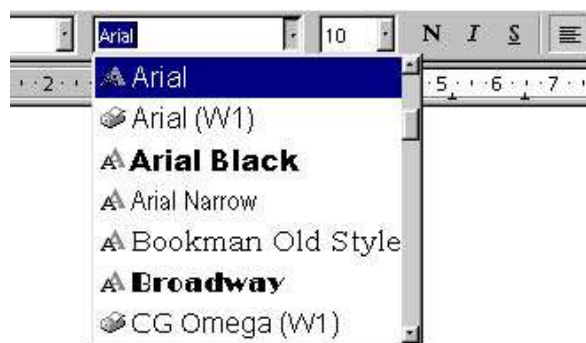 Arial 10 N I S
2 5 6 7
Arial
Arial (W1)
Arial Black
Arial Narrow
Bookman Old Style
Broadway
CG Omega (W1)